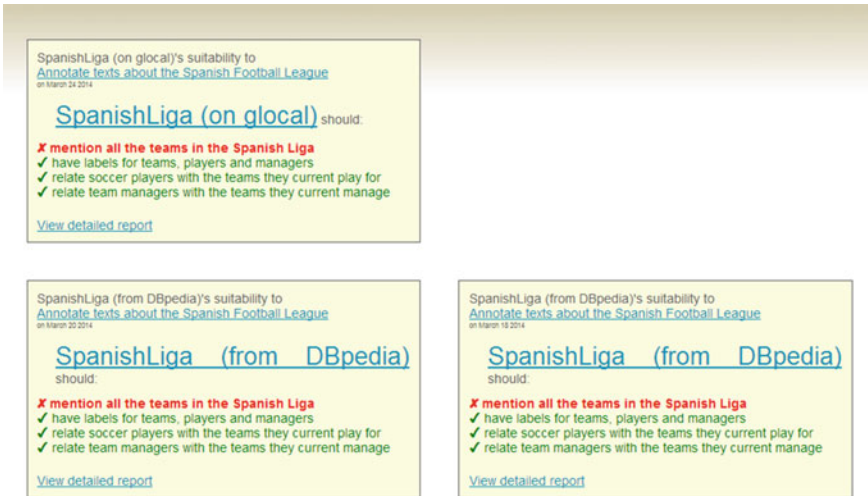 SpanishLiga (on glocal)'s suitability to
Annotate texts about the Spanish Football League
on March 24 2014
SpanishLiga (on glocal) should:
✗ mention all the teams in the Spanish Liga
✓ have labels for teams, players and managers
✓ relate soccer players with the teams they current play for
✓ relate team managers with the teams they current manage
View detailed report
SpanishLiga (from DBpedia)'s suitability to
Annotate texts about the Spanish Football League
on March 20 2014
SpanishLiga (from DBpedia)
should:
✗ mention all the teams in the Spanish Liga
✓ have labels for teams, players and managers
✓ relate soccer players with the teams they current play for
✓ relate team managers with the teams they current manage
View detailed report
SpanishLiga (from DBpedia)'s suitability to
Annotate texts about the Spanish Football League
on March 18 2014
SpanishLiga (from DBpedia)
should:
✗ mention all the teams in the Spanish Liga
✓ have labels for teams, players and managers
✓ relate soccer players with the teams they current play for
✓ relate team managers with the teams they current manage
View detailed report